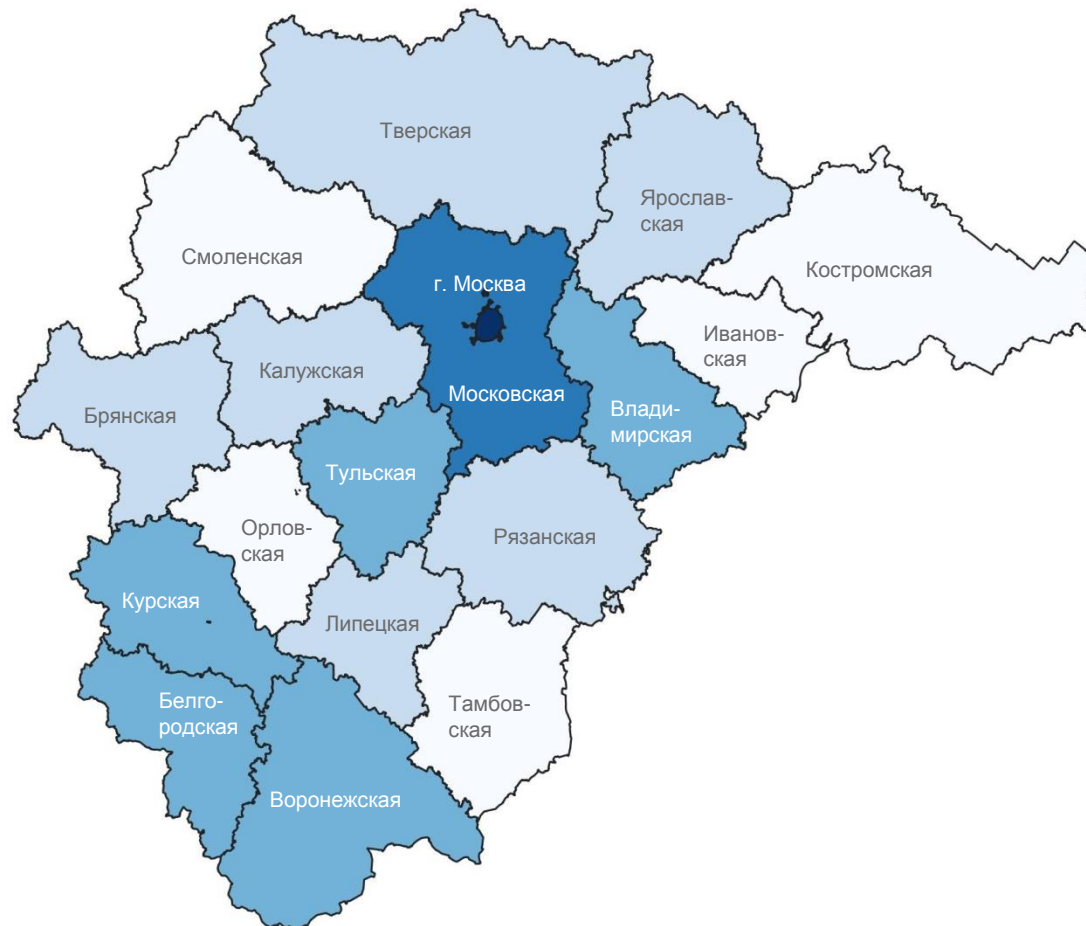 Тверская
Ярослав-
ская
Смоленская
Костромская
г. Москва
Иванов-
ская
Калужская
Московская
Брянская
Влади-
мирская
Тульская
Орлов-
ская
Рязанская
Курская
Липецкая
Белго-
родская
Тамбов-
ская
Воронежская